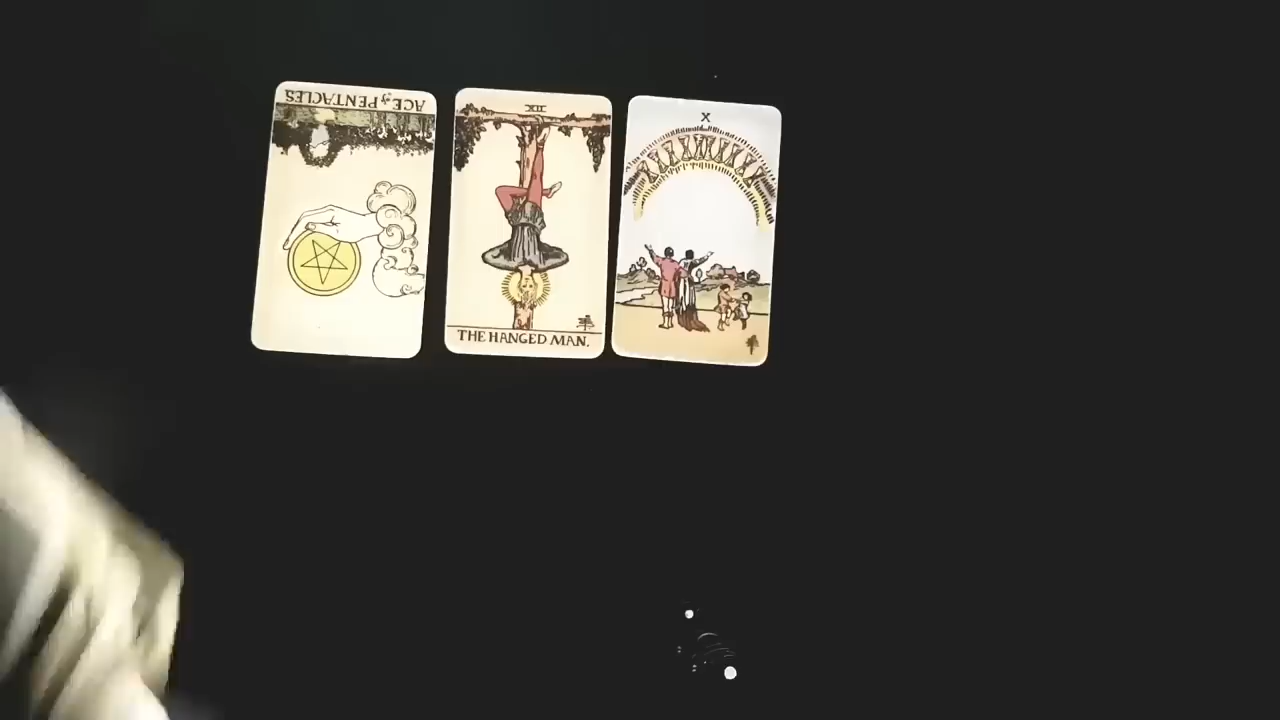 ACE of PENTACLES
XII
THE HANGED MAN.
X